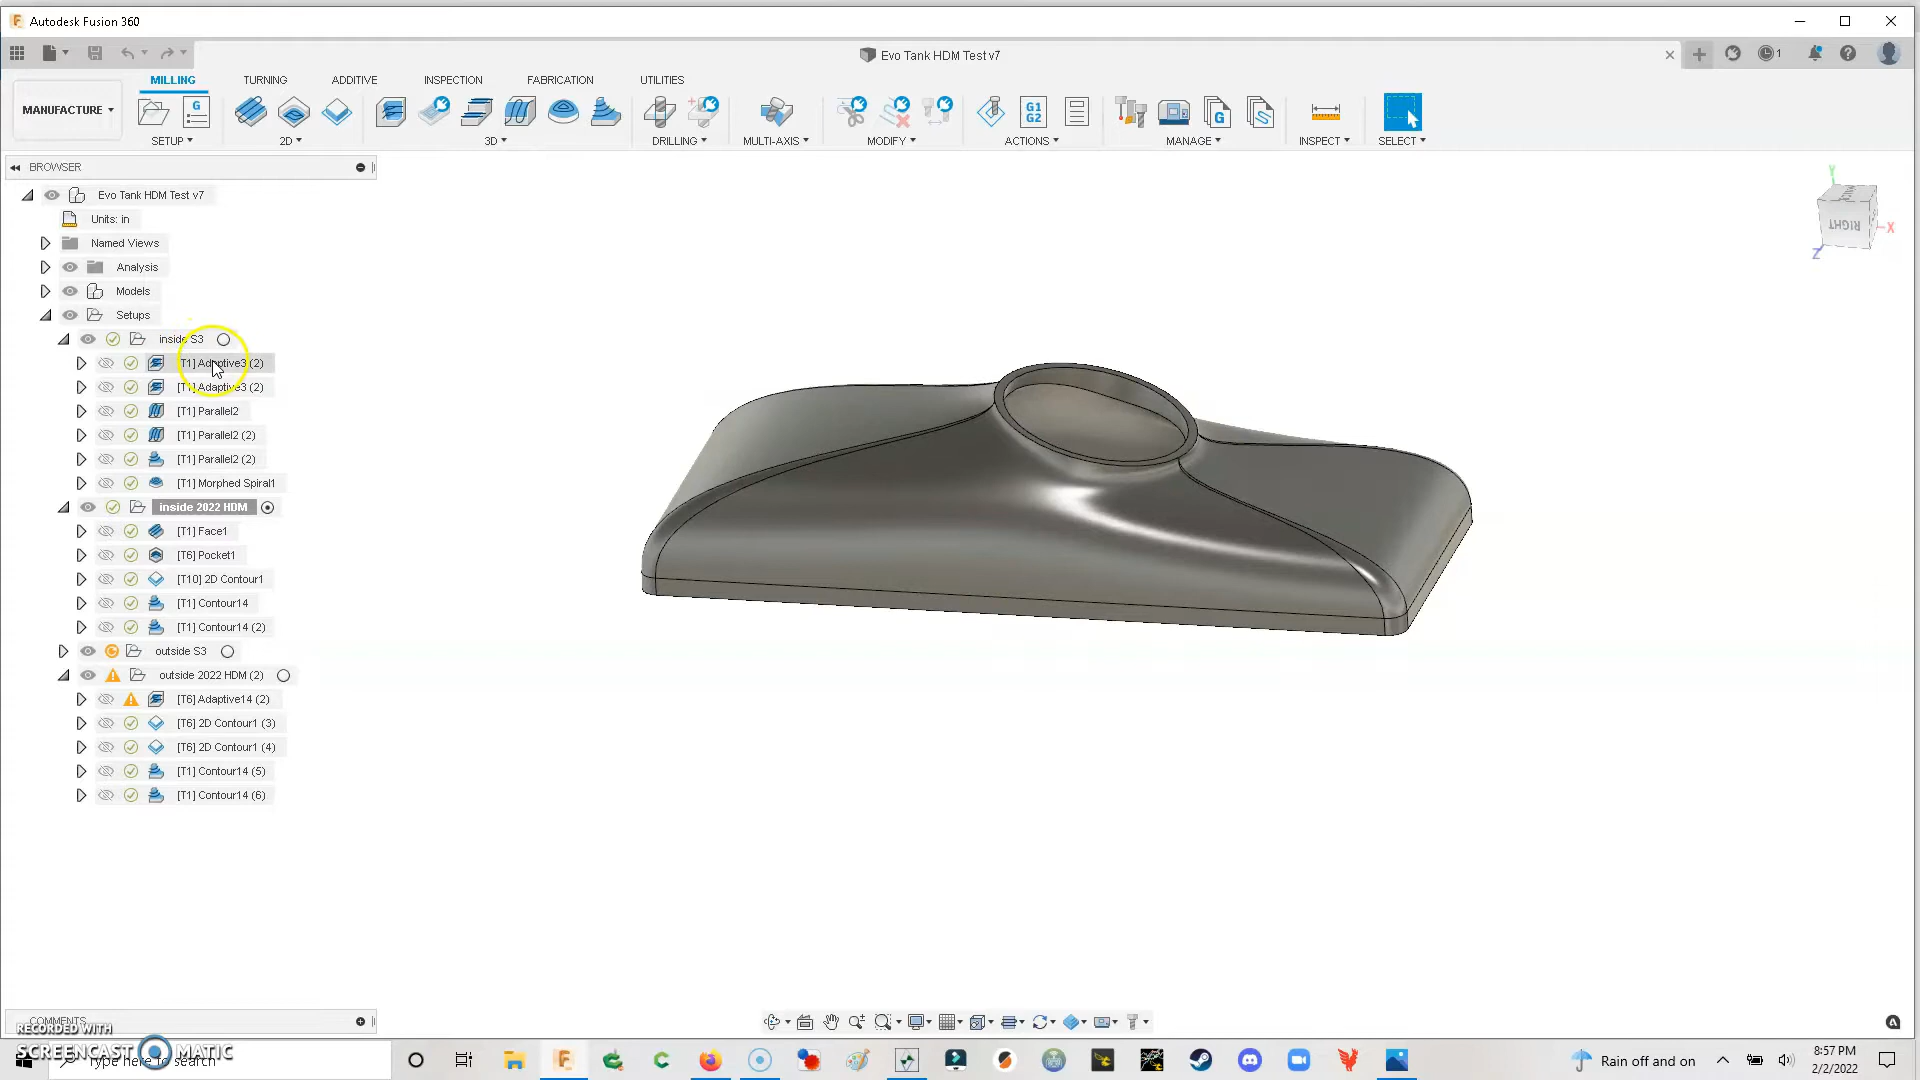 Autodesk Fusion 360
Evo Tank HDM Test v7
1
MANUFACTURE
MILLING TURNING ADDITIVE INSPECTION FABRICATION UTILITIES
G
G1
G2
G
S
SETUP 2D 3D DRILLING MULTI-AXIS MODIFY ACTIONS MANAGE INSPECT SELECT
BROWSER
Evo Tank HDM Test v7
Units: in
Named Views
Analysis
Models
Setups
inside S3
[T1] Adaptive3 (2)
[T1] Adaptive3 (2)
[T1] Parallel2
[T1] Parallel2 (2)
[T1] Parallel2 (2)
[T1] Morphed Spiral1
inside 2022 HDM
[T1] Face1
[T6] Pocket1
[T10] 2D Contour1
[T1] Contour14
[T1] Contour14 (2)
outside S3
outside 2022 HDM (2)
[T6] Adaptive14 (2)
[T6] 2D Contour1 (3)
[T6] 2D Contour1 (4)
[T1] Contour14 (5)
[T1] Contour14 (6)
Y
RIGHT
X
Z
COMMENTS
RECORDED WITH
SCREENCAST MATIC
Type here to search
Rain off and on
8:57 PM
2/2/2022